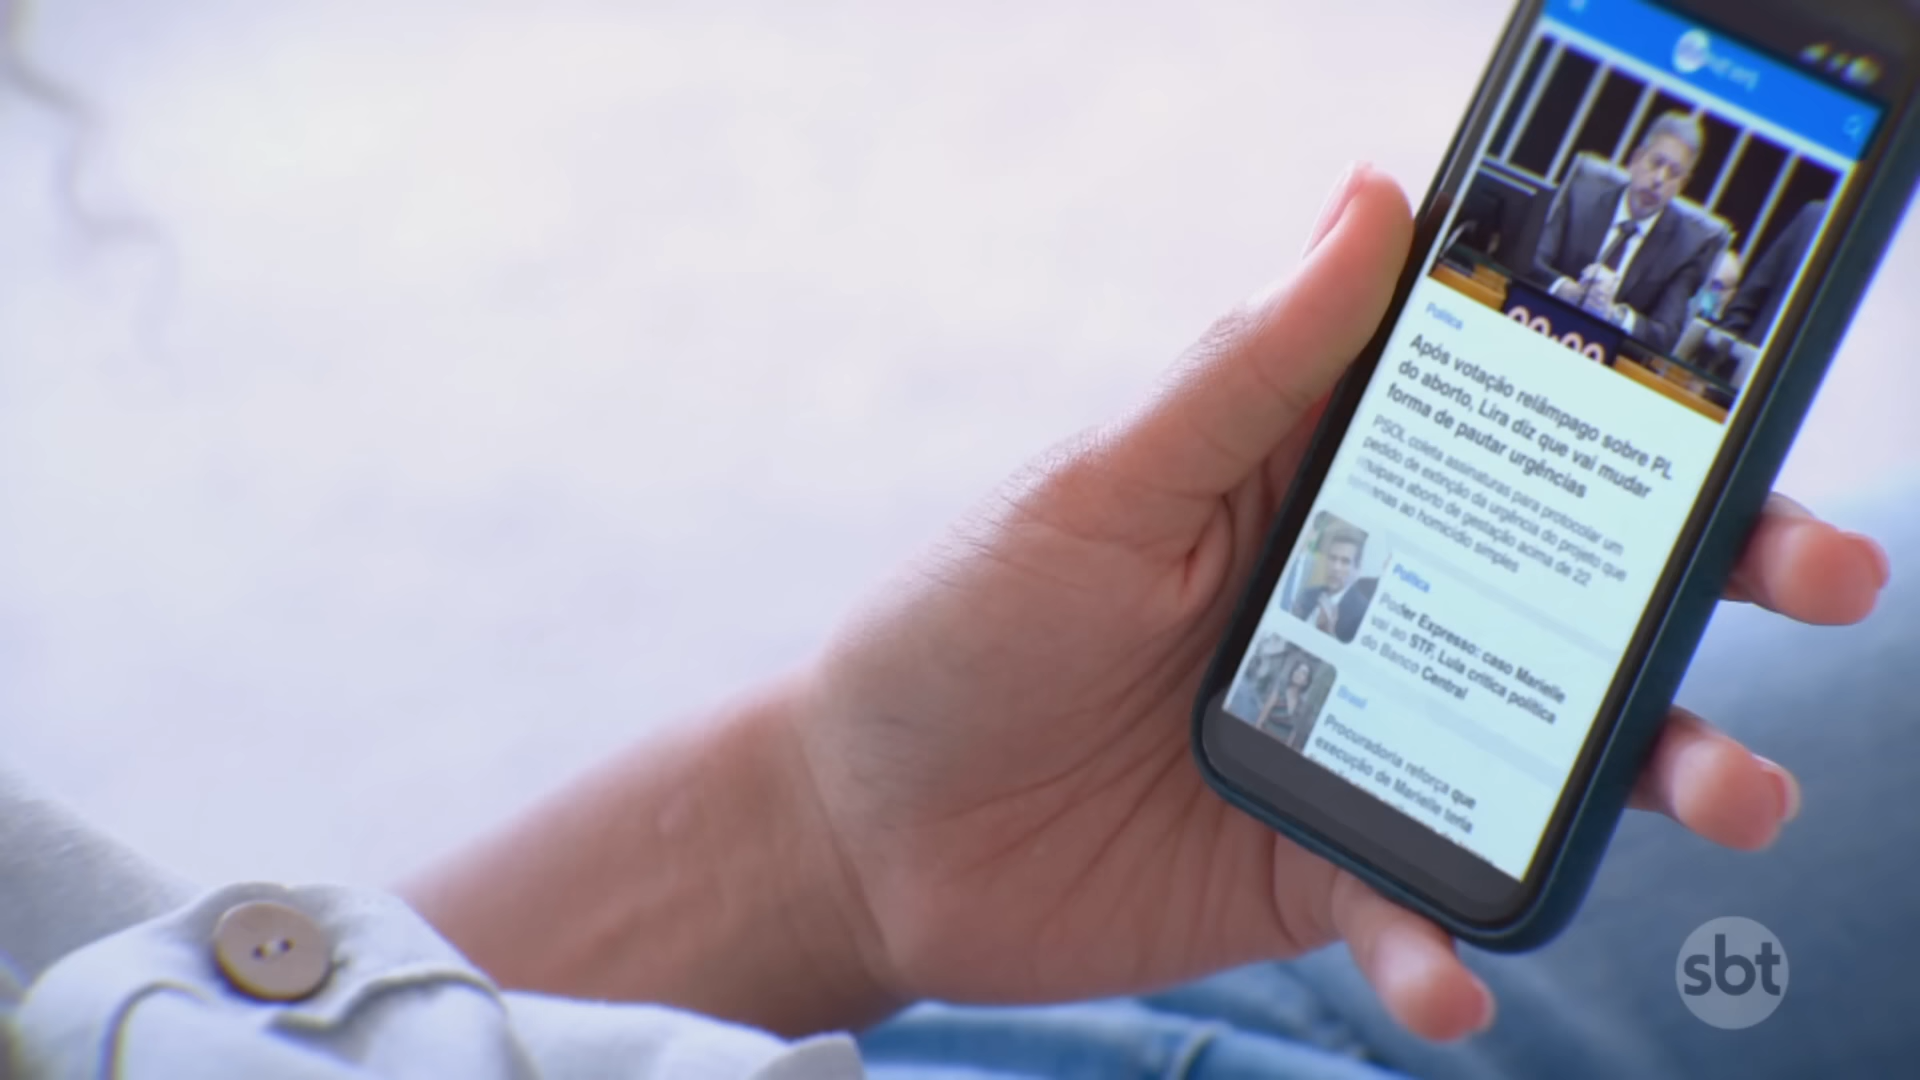 news
00:00
Política
Após votação relâmpago sobre PL
do aborto, Lira diz que vai mudar
forma de pautar urgências
PSOL coleta assinaturas para protocolar um
pedido de extinção da urgência do projeto que
equipara aborto de gestação acima de 22
semanas ao homicídio simples
Política
Poder Expresso: caso Marielle
vai ao STF, Lula critica política
do Banco Central
Brasil
Procuradoria reforça que
execução de Marielle teria
sbt